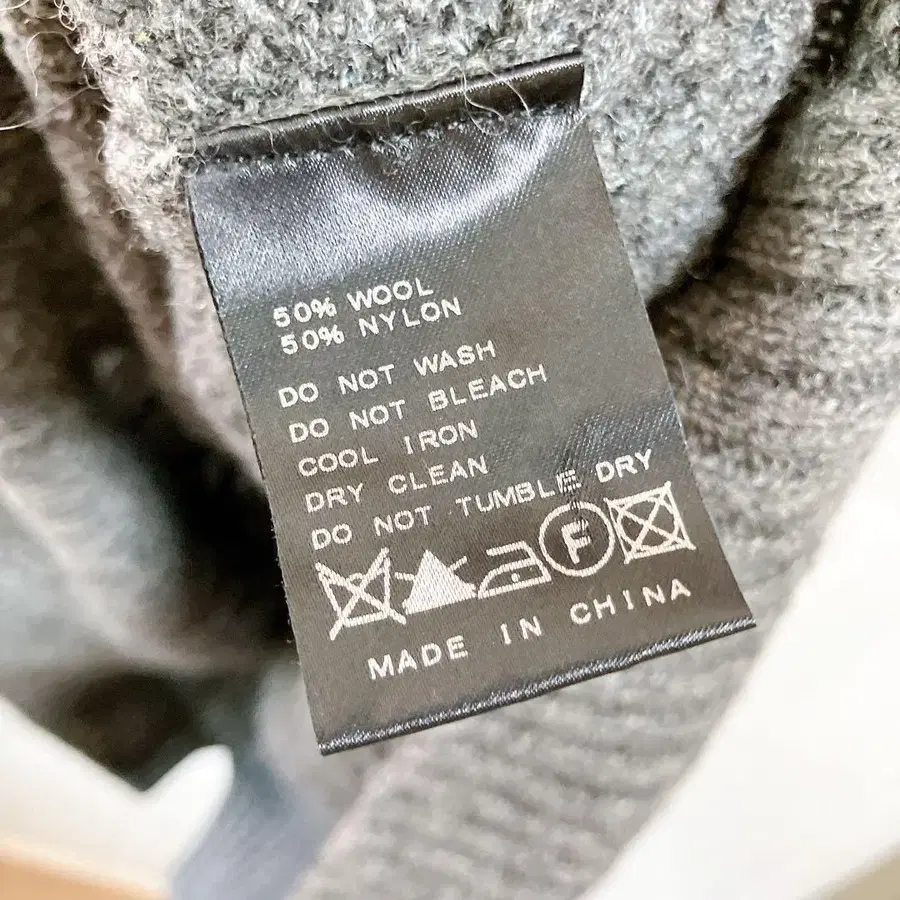 50% WOOL
50% NYLON
DO NOT WASH
DO NOT BLEACH
COOL IRON
DRY CLEAN
DO NOT TUMBLE DRY
F
MADE IN CHINA